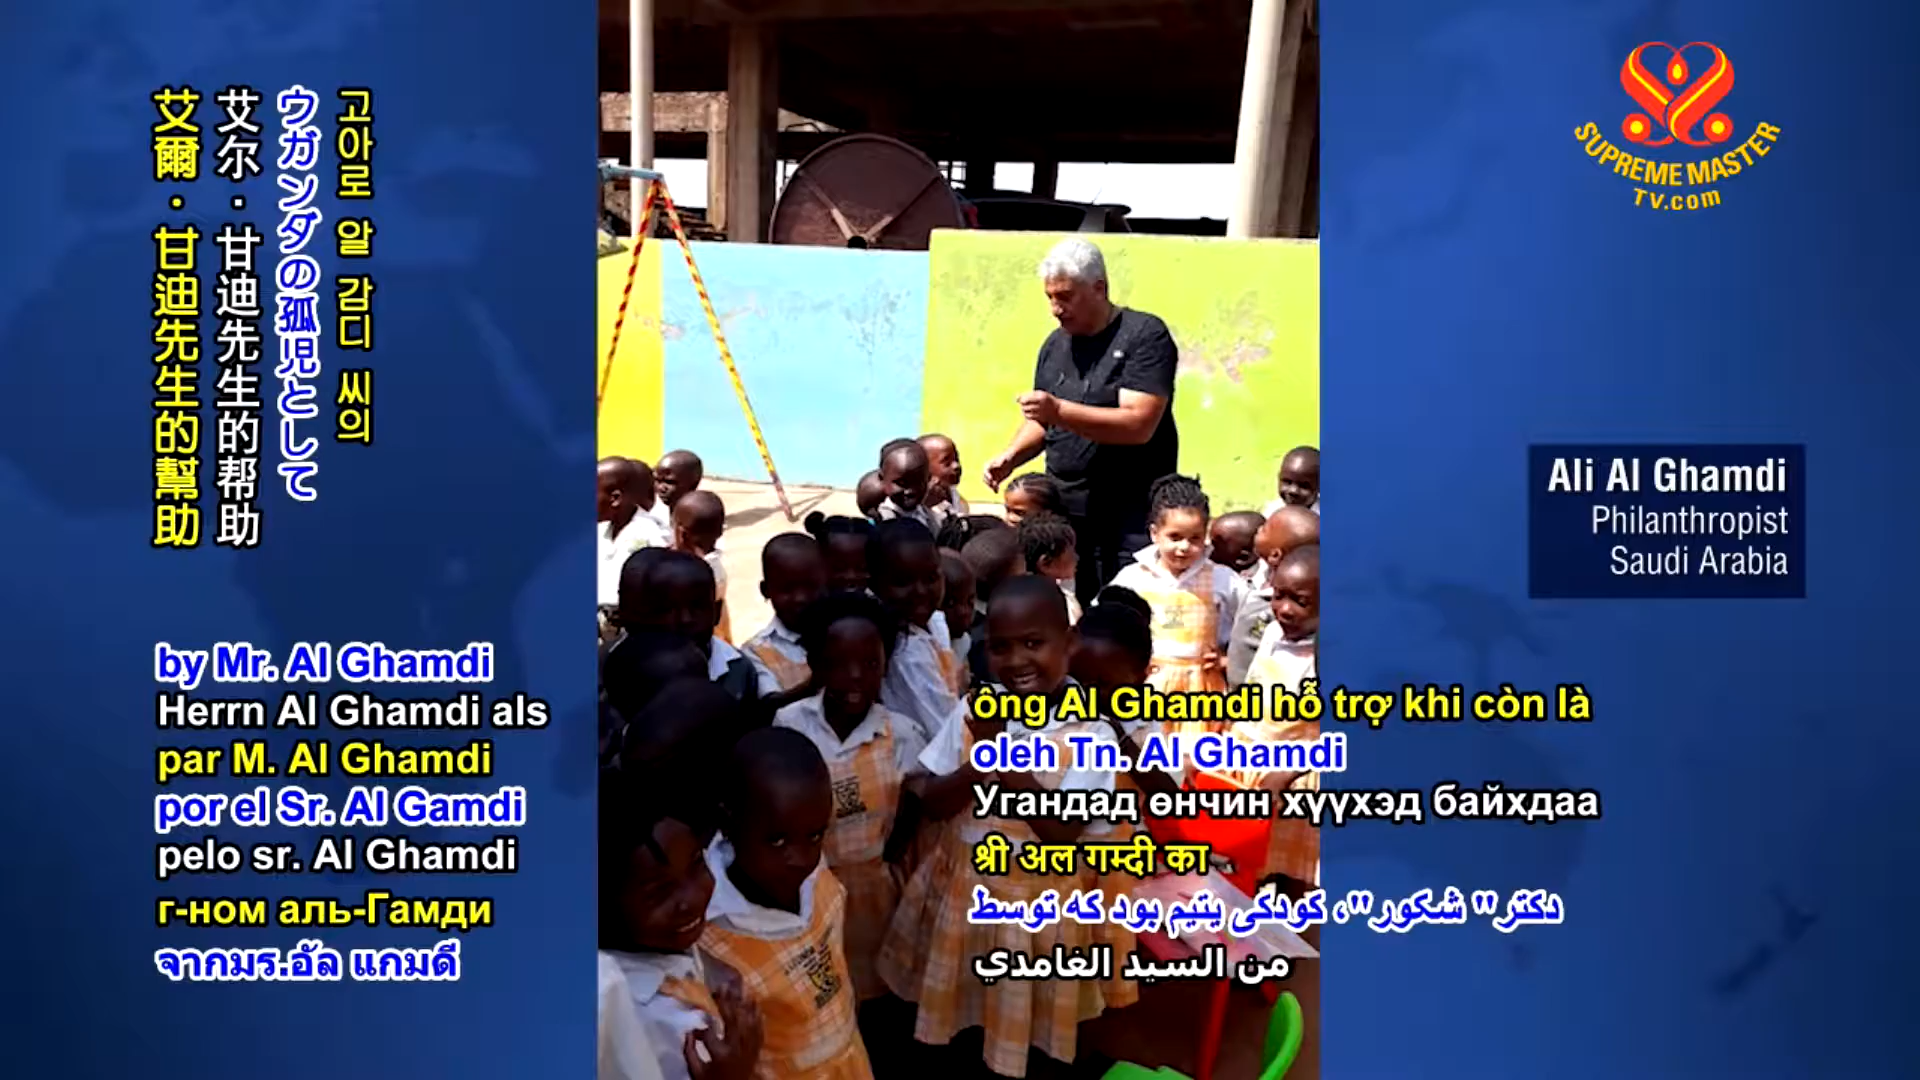 艾爾·甘迪先生的幫助
艾尔·甘迪先生的帮助
ウガンダの孤児として
고아로 알 감디 씨의
SUPREME MASTER
TV.com
Ali Al Ghamdi
Philanthropist
Saudi Arabia
by Mr. Al Ghamdi
Herrn Al Ghamdi als
par M. Al Ghamdi
por el Sr. Al Gamdi
pelo sr. Al Ghamdi
г-ном аль-Гамди
จากมร.อัล แกมดี
ông Al Ghamdi hỗ trợ khi còn là
oleh Tn. Al Ghamdi
Угандад өнчин хүүхэд байхдаа
श्री अल गम्दी का
دکتر" شکور"، کودکی یتیم بود که توسط
من السيد الغامدي